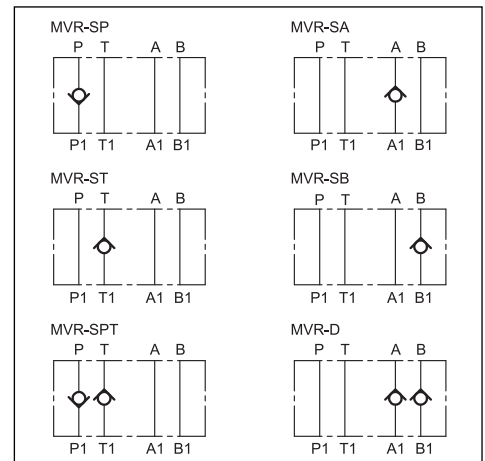 MVR-SP
P T A B
P1 T1 A1 B1
MVR-SA
P T A B
P1 T1 A1 B1
MVR-ST
P T A B
P1 T1 A1 B1
MVR-SB
P T A B
P1 T1 A1 B1
MVR-SPT
P T A B
P1 T1 A1 B1
MVR-D
P T A B
P1 T1 A1 B1